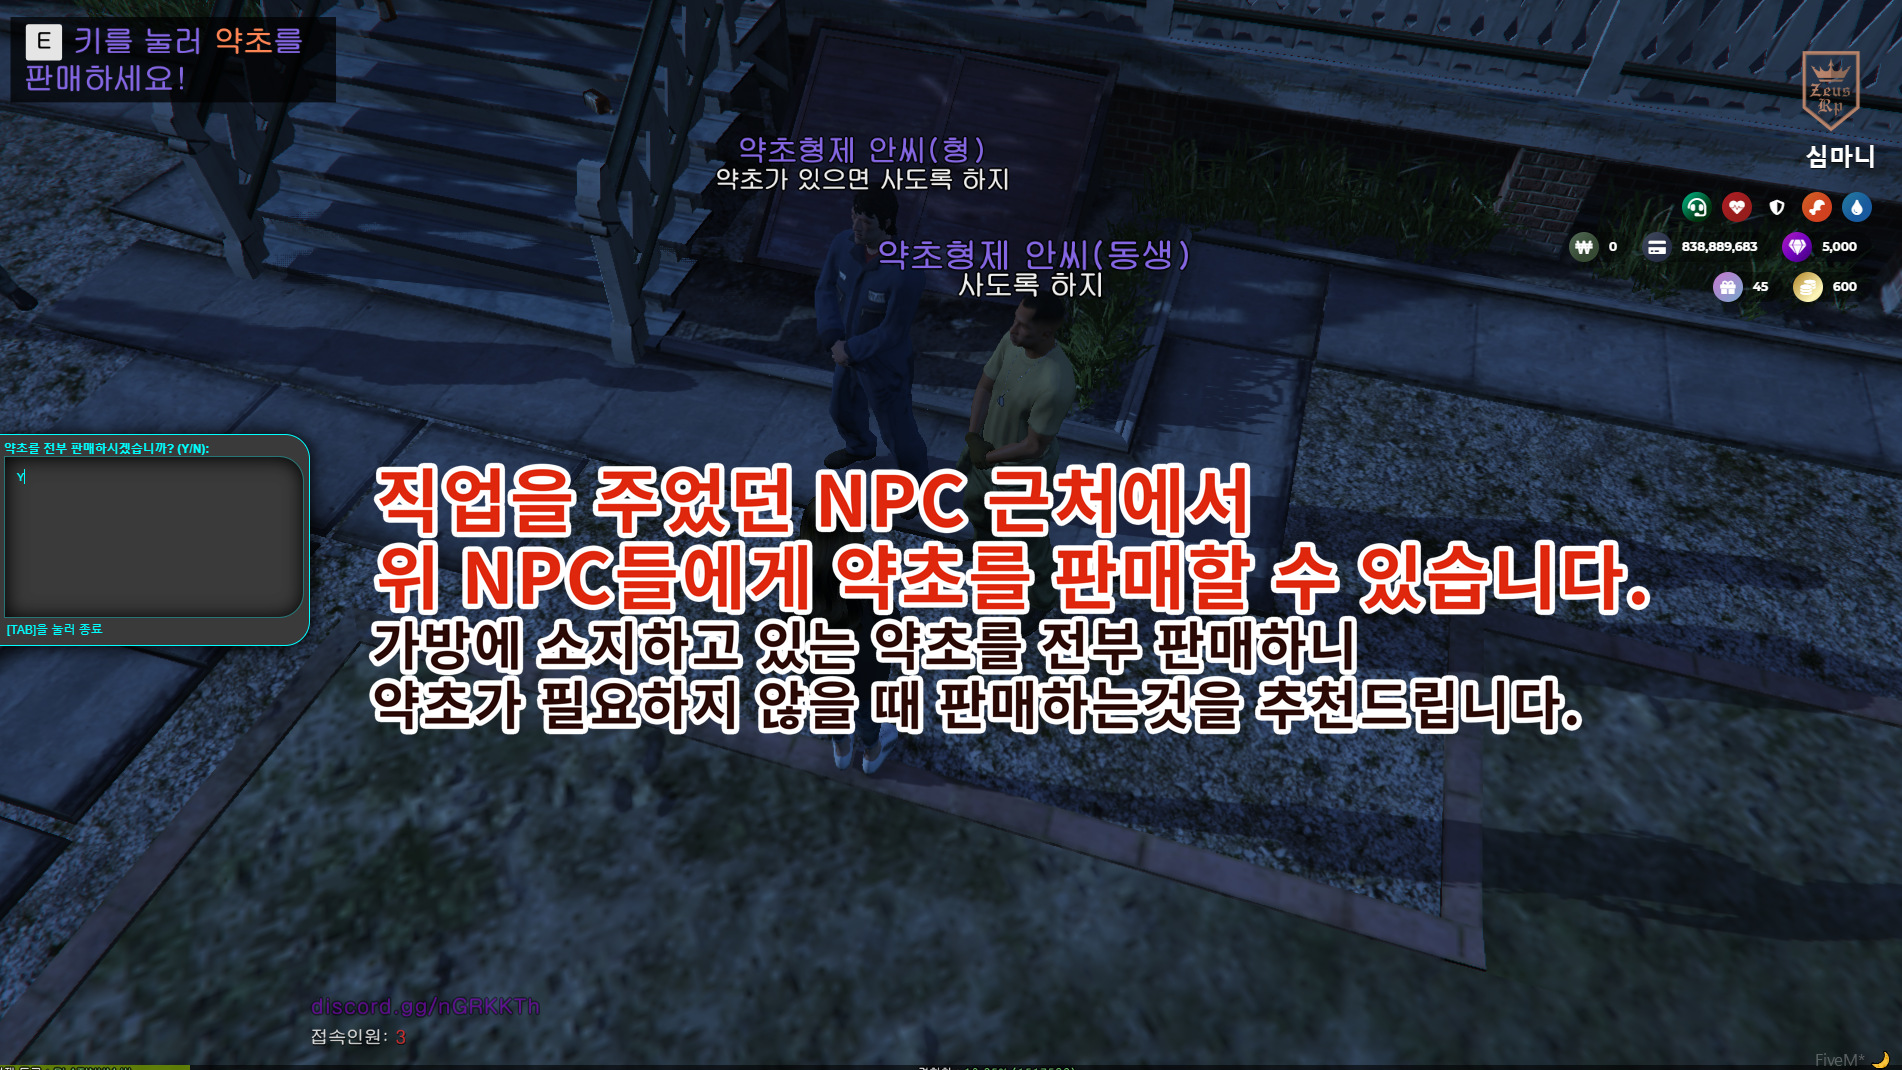 E 키를 눌러 약초를
판매하세요!
Zeus
Rp
심마니
약초형제 안씨(형)
약초가 있으면 사도록 하지
약초형제 안씨(동생)
사도록 하지
0 838,889,683 5,000
45 600
약초를 전부 판매하시겠습니까? (Y/N):
Y
[TAB]을 눌러 종료
직업을 주었던 NPC 근처에서
위 NPC들에게 약초를 판매할 수 있습니다.
가방에 소지하고 있는 약초를 전부 판매하니
약초가 필요하지 않을 때 판매하는것을 추천드립니다.
discord.gg/nGRKKTh
접속인원: 3
FiveM*